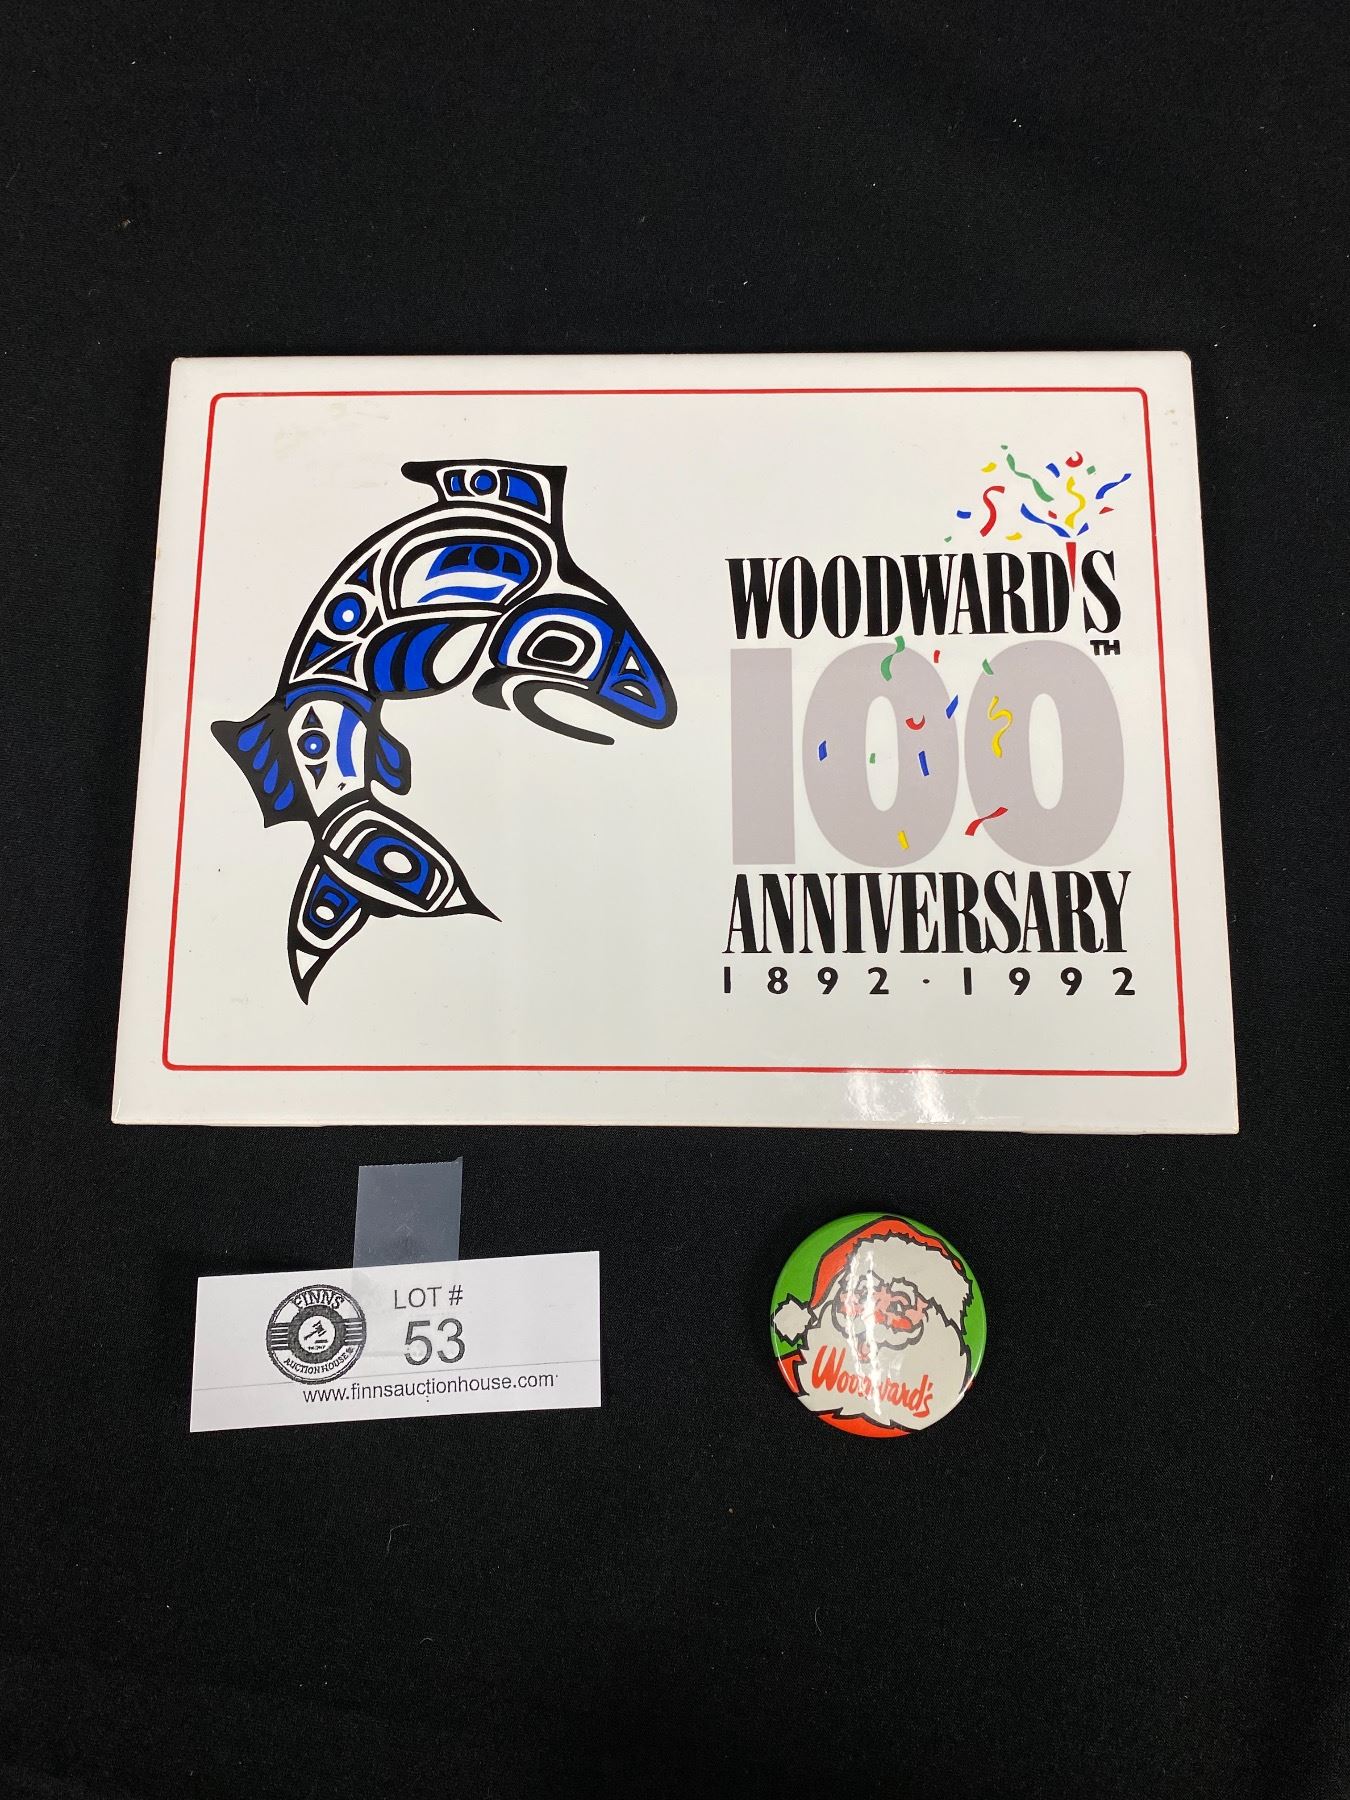 WOODWARD'S
100TH
ANNIVERSARY
1892·1992
FINNS
AUCTION HOUSE
LOT #
53
www.finnsauctionhouse.com
Woodward's